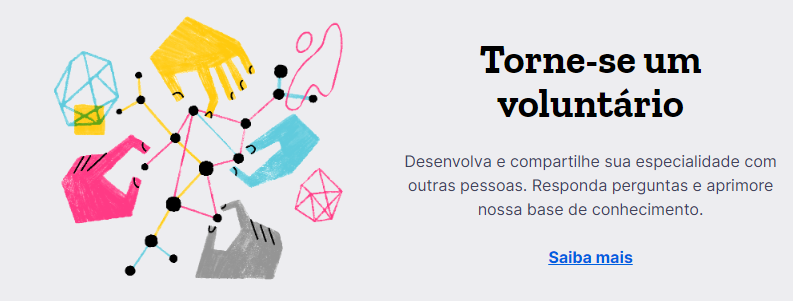 Torne-se um
voluntário
Desenvolva e compartilhe sua especialidade com
outras pessoas. Responda perguntas e aprimore
nossa base de conhecimento.
Saiba mais